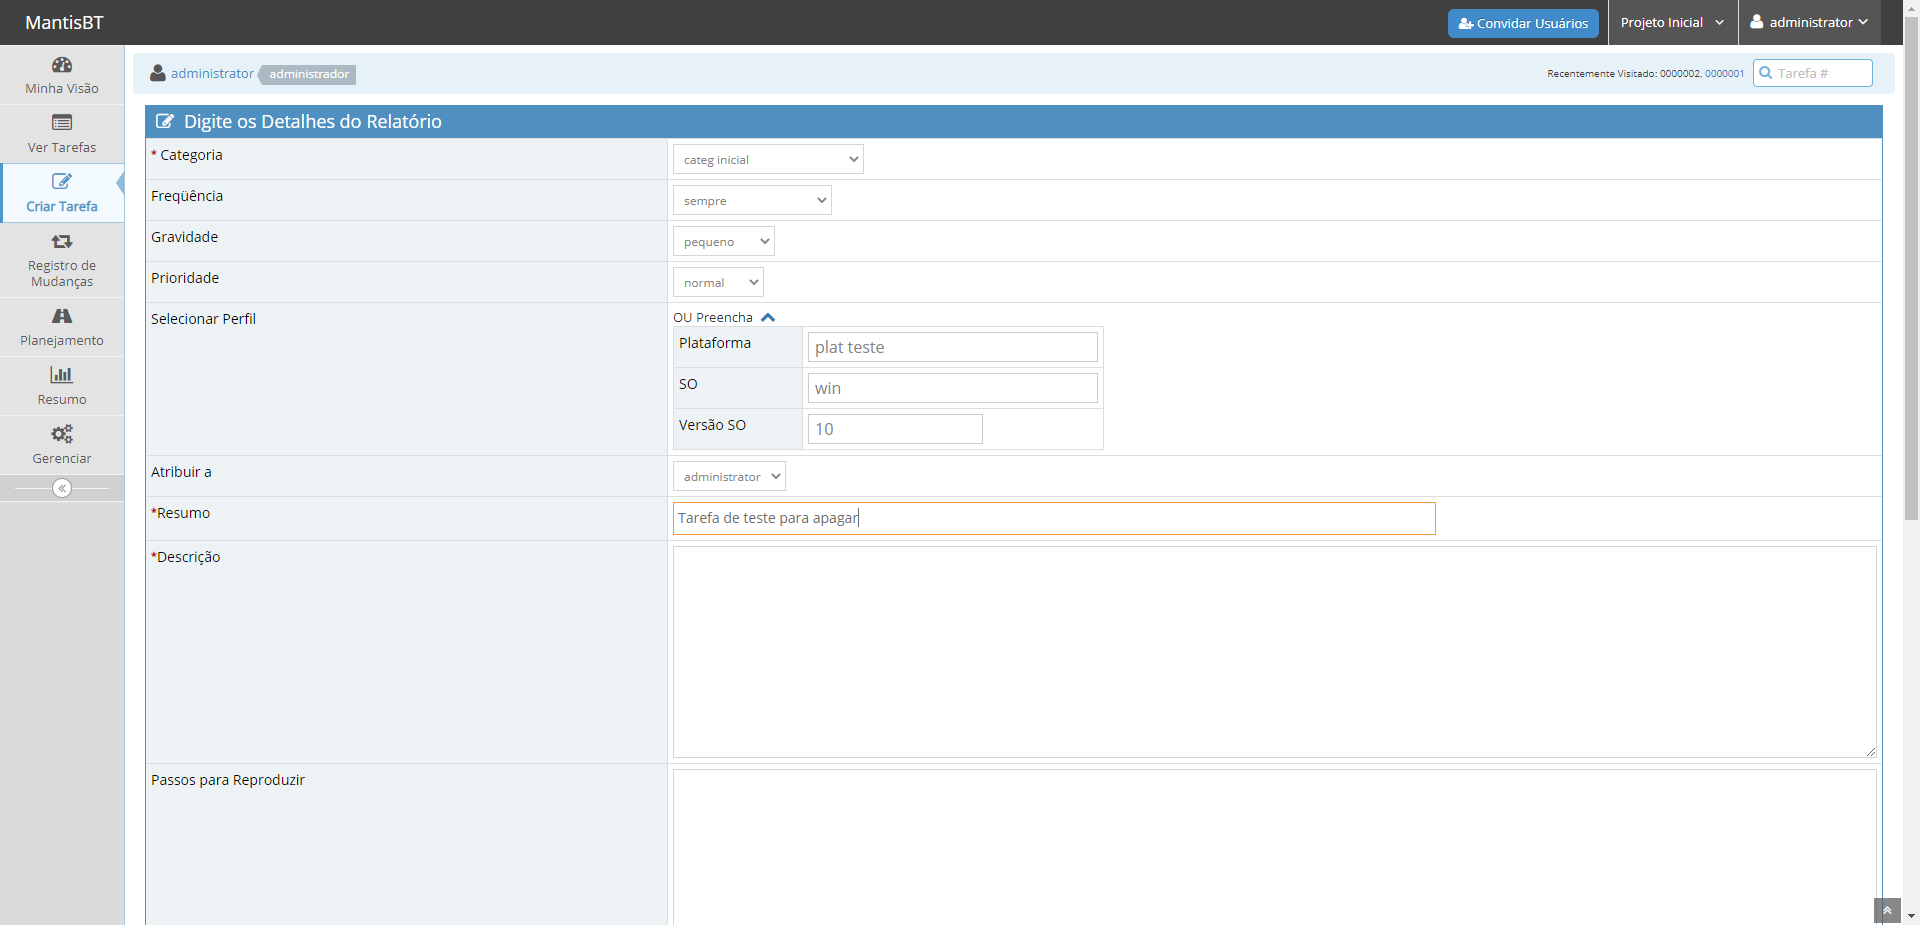 MantisBT
Convidar Usuários
Projeto Inicial
administrator
Minha Visão
Ver Tarefas
Criar Tarefa
Registro de
Mudanças
Planejamento
Resumo
Gerenciar
administrator administrador
Recentemente Visitado: 0000002, 0000001
Tarefa #
Digite os Detalhes do Relatório
* Categoria
categ inicial
Freqüência
sempre
Gravidade
pequeno
Prioridade
normal
Selecionar Perfil
OU Preencha
Plataforma
plat teste
SO
win
Versão SO
10
Atribuir a
administrator
*Resumo
Tarefa de teste para apagar
*Descrição
Passos para Reproduzir